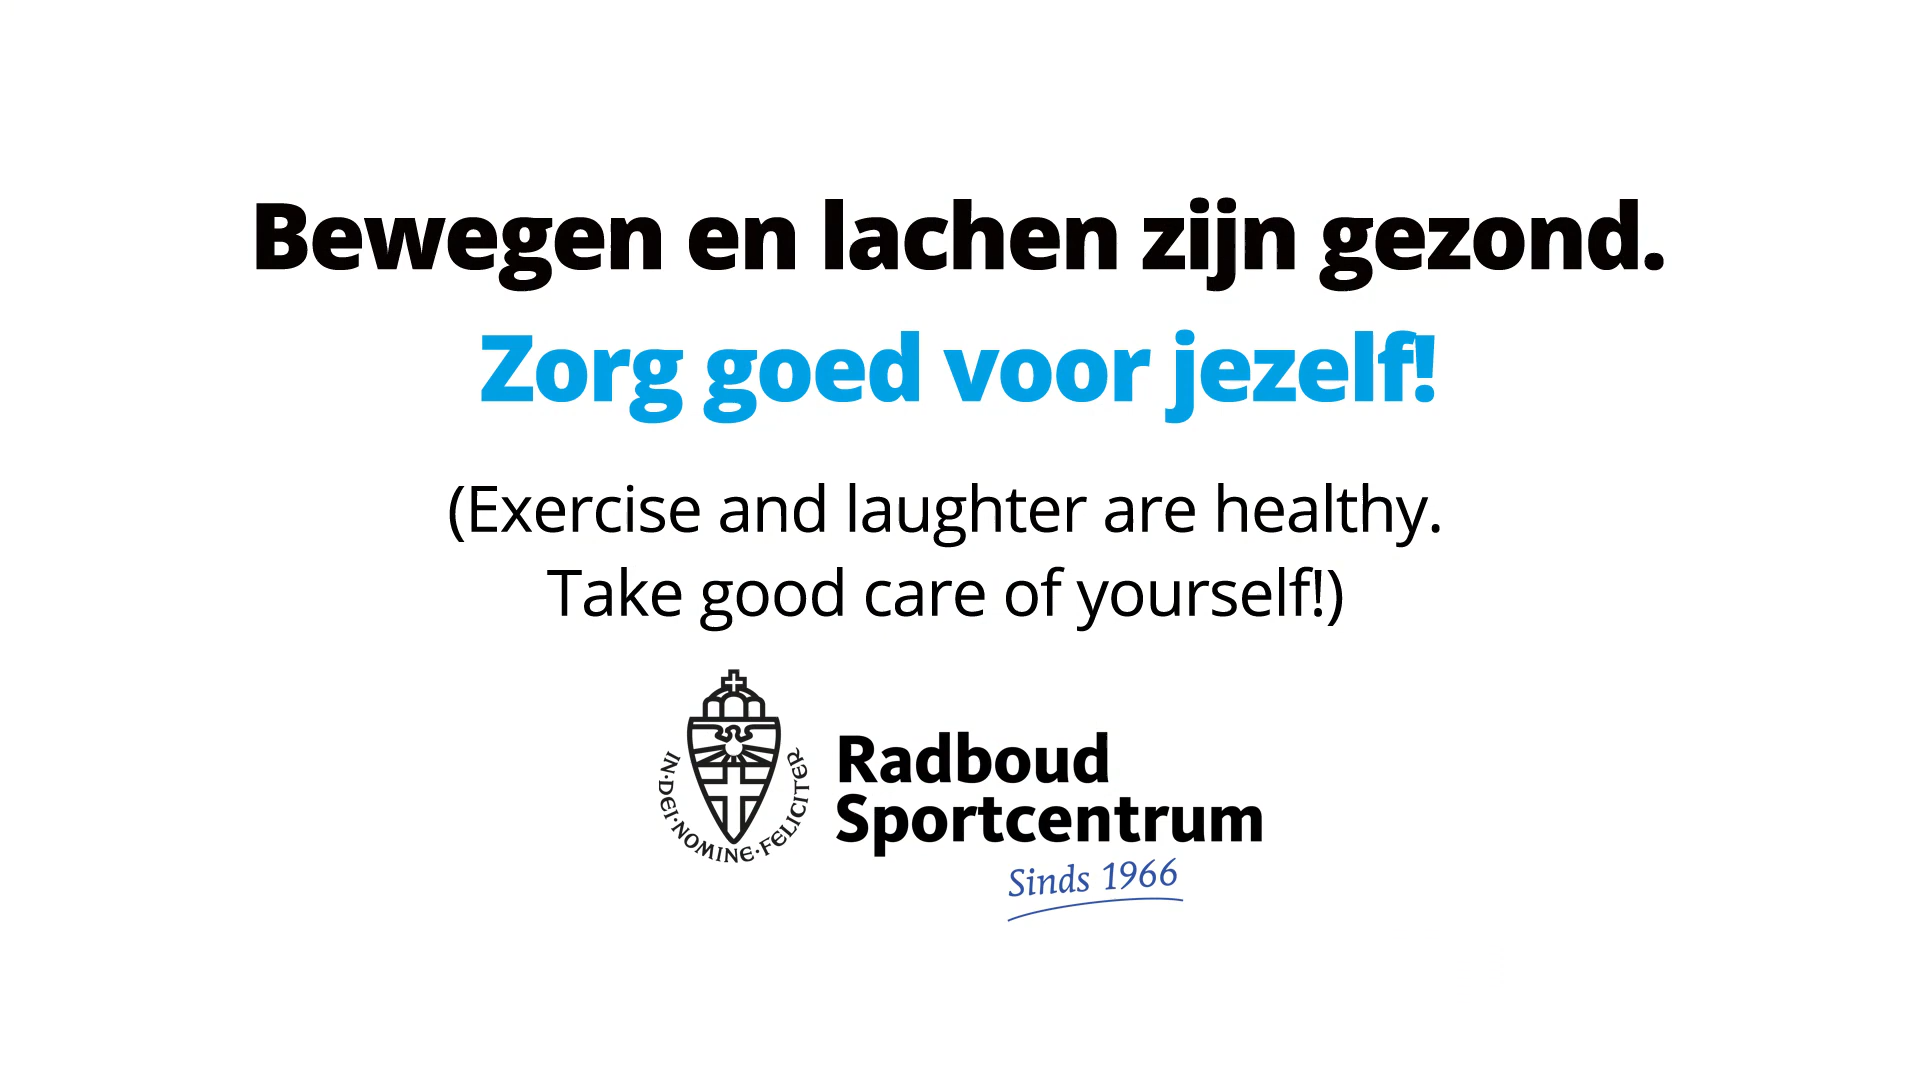 Bewegen en lachen zijn gezond.
Zorg goed voor jezelf!
(Exercise and laughter are healthy.
Take good care of yourself!)
IN·DEI·NOMINE·FELICITER
Radboud
Sportcentrum
Sinds 1966